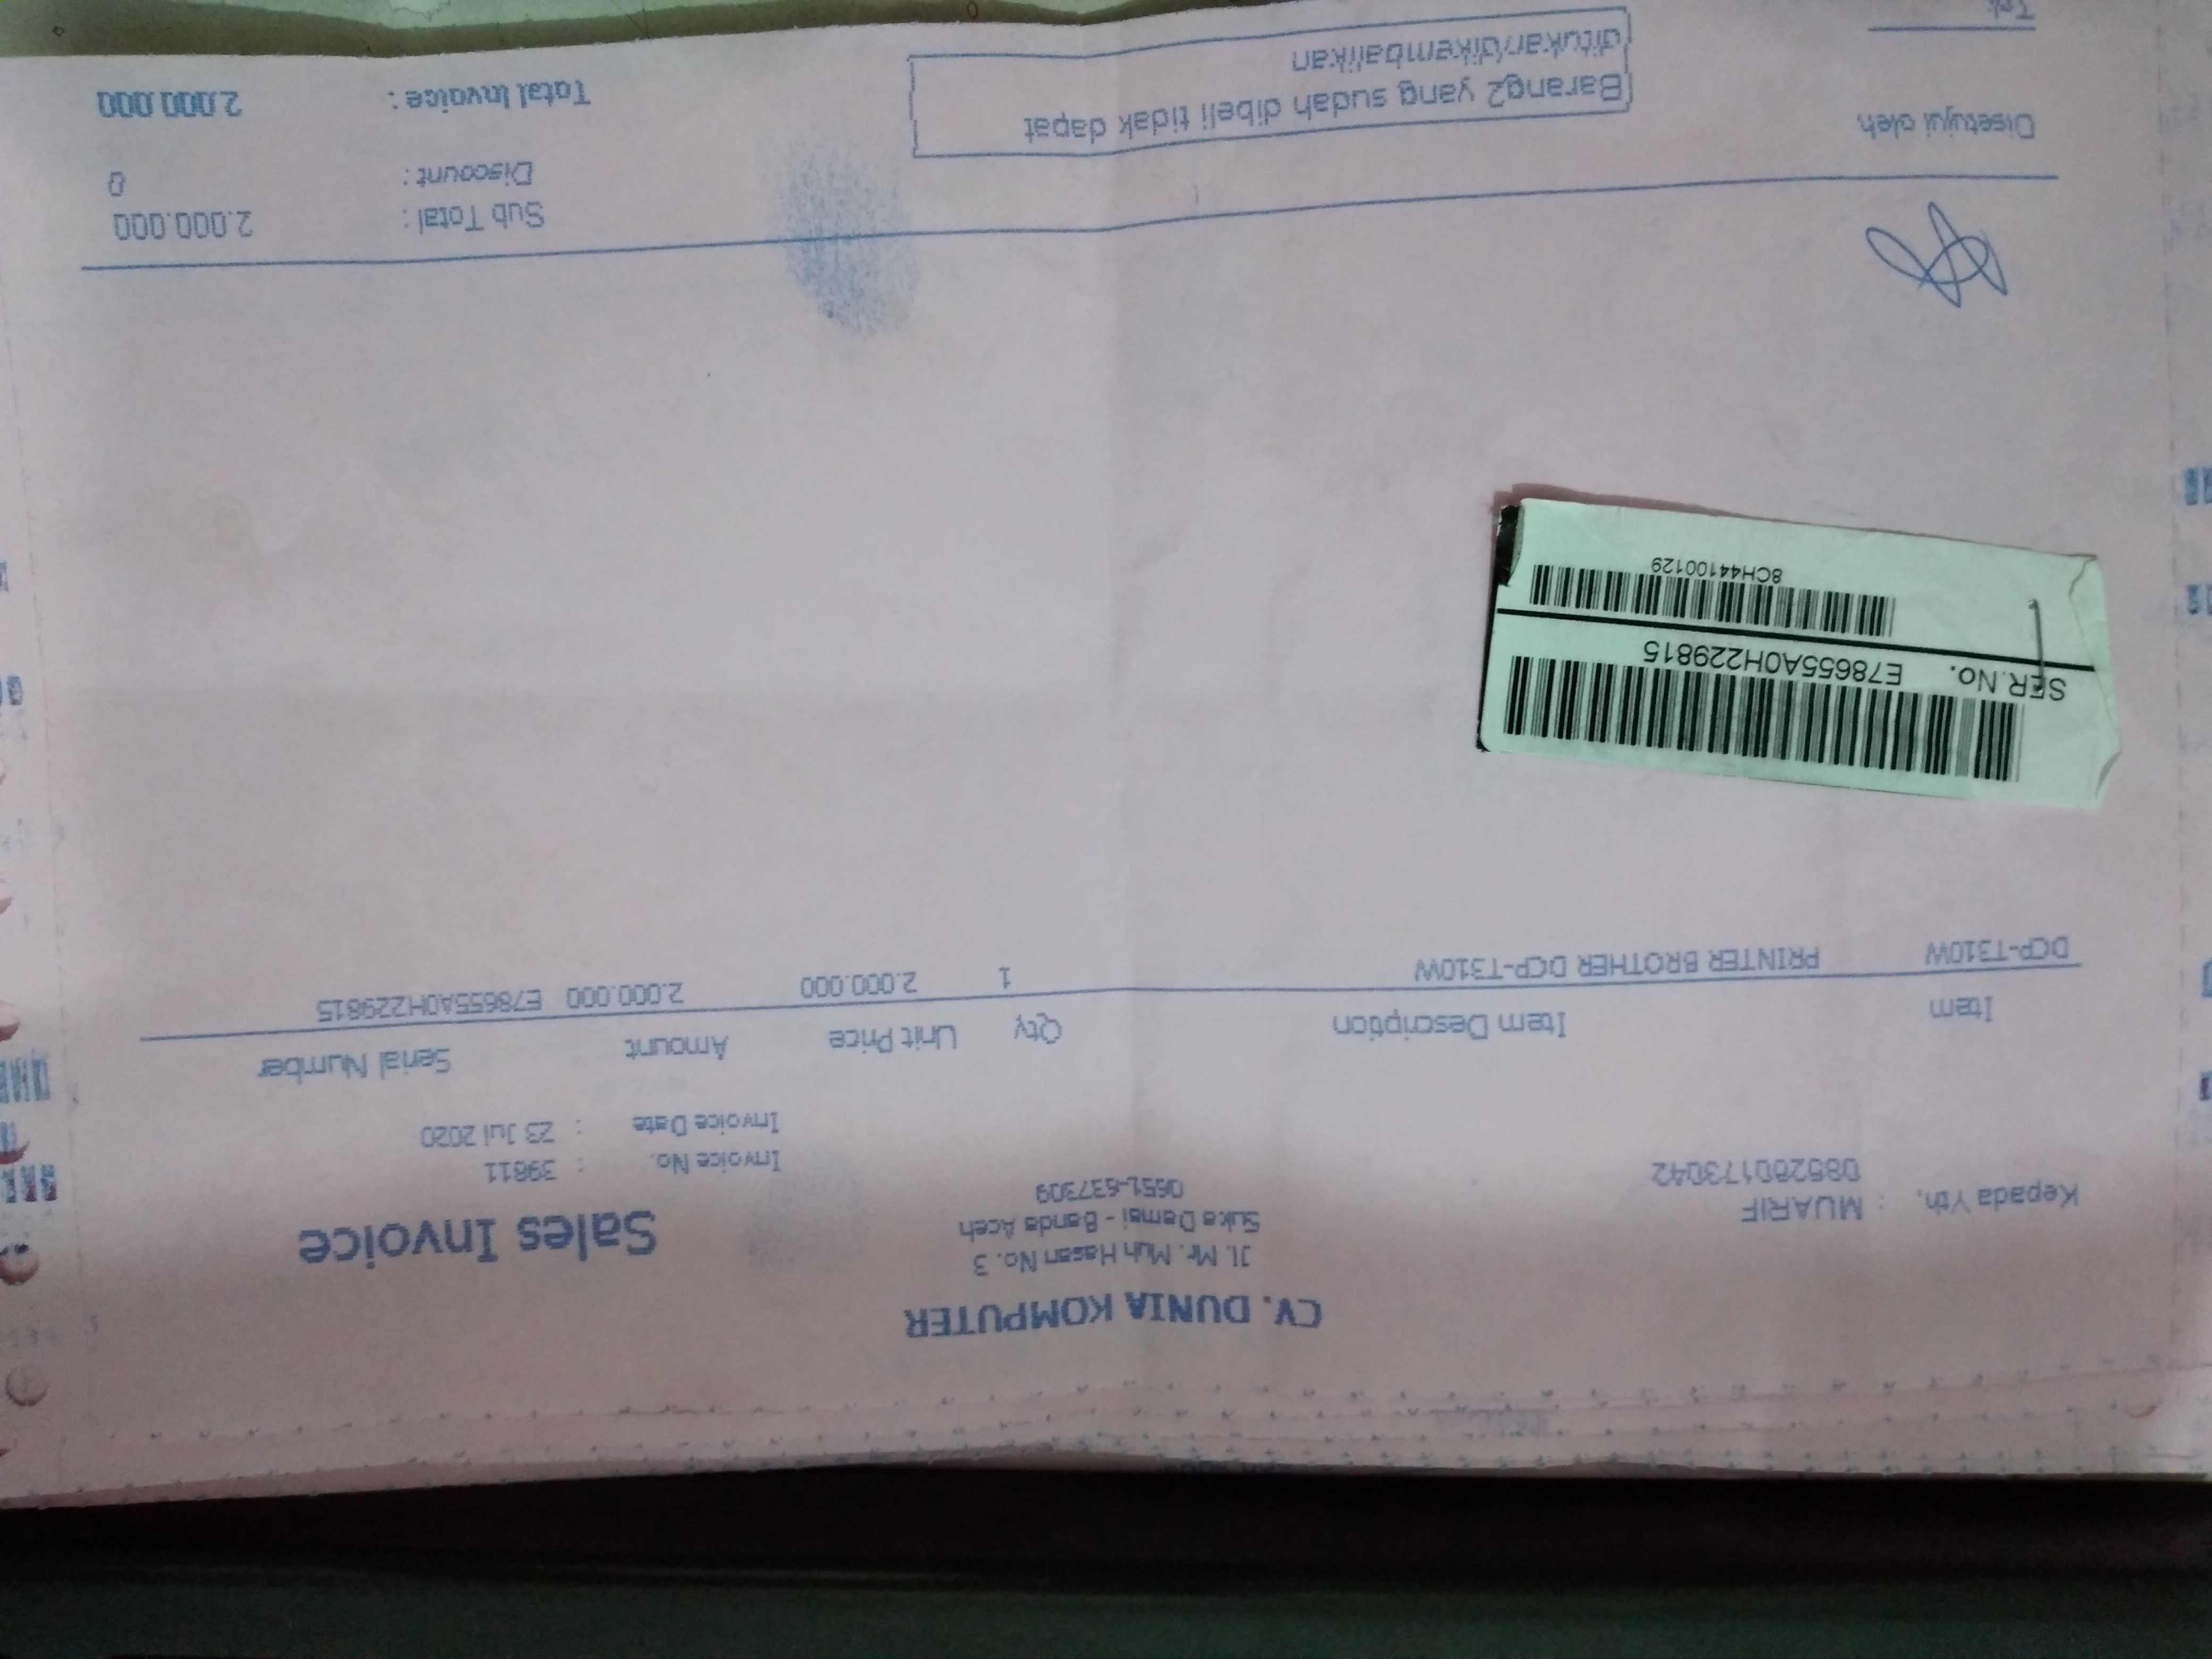 CV. DUNIA KOMPUTER
Jl. Mr. Muh Hasan No. 3
Suka Damai - Banda Aceh
0651-637309
Sales Invoice
Kepada Yth. : MUARIF
085260173042
Invoice No. : 39811
Invoice Date : 23 Jul 2020
Item Item Description Qty Unit Price Amount Serial Number
DCP-T310W PRINTER BROTHER DCP-T310W 1 2.000.000 2.000.000 E78655A0H229815
SER.No. E78655A0H229815
8CH44100129
Sub Total : 2.000.000
Discount : 0
Total Invoice : 2.000.000
Disetujui oleh
Barang2 yang sudah dibeli tidak dapat
ditukar/dikembalikan